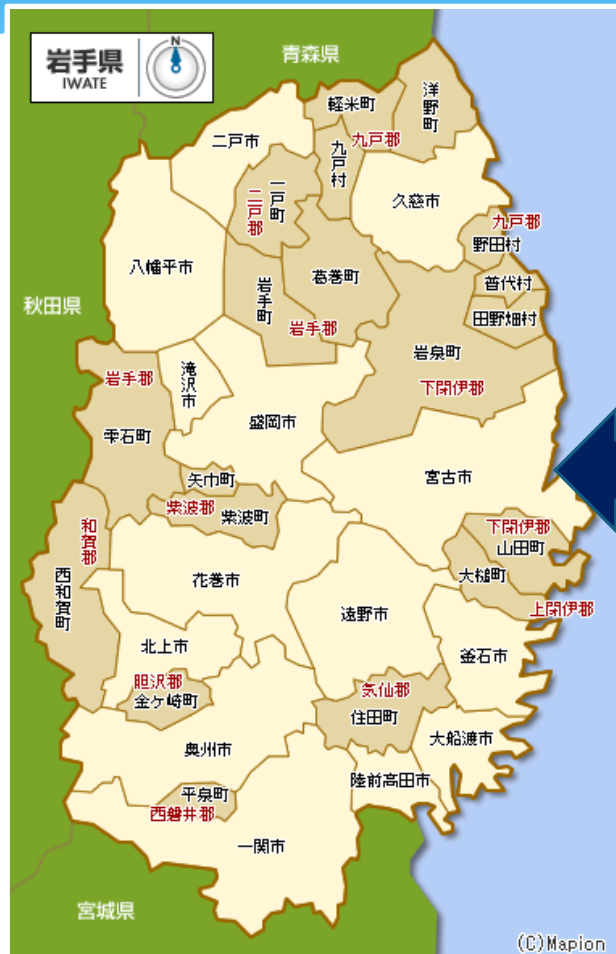 岩手県
IWATE
N
青森県
洋野町
軽米町
九戸郡
二戸市
九戸村
一戸町
二戸郡
久慈市
九戸郡
野田村
八幡平市
普代村
葛巻町
岩手町
秋田県
田野畑村
岩手郡
岩泉町
下閉伊郡
岩手郡
滝沢市
雫石町
盛岡市
矢巾町
宮古市
紫波郡
紫波町
和賀郡
下閉伊郡
山田町
大槌町
花巻市
西和賀町
上閉伊郡
遠野市
北上市
釜石市
胆沢郡
金ケ崎町
気仙郡
住田町
大船渡市
奥州市
陸前高田市
平泉町
西磐井郡
一関市
宮城県
(C)Mapion